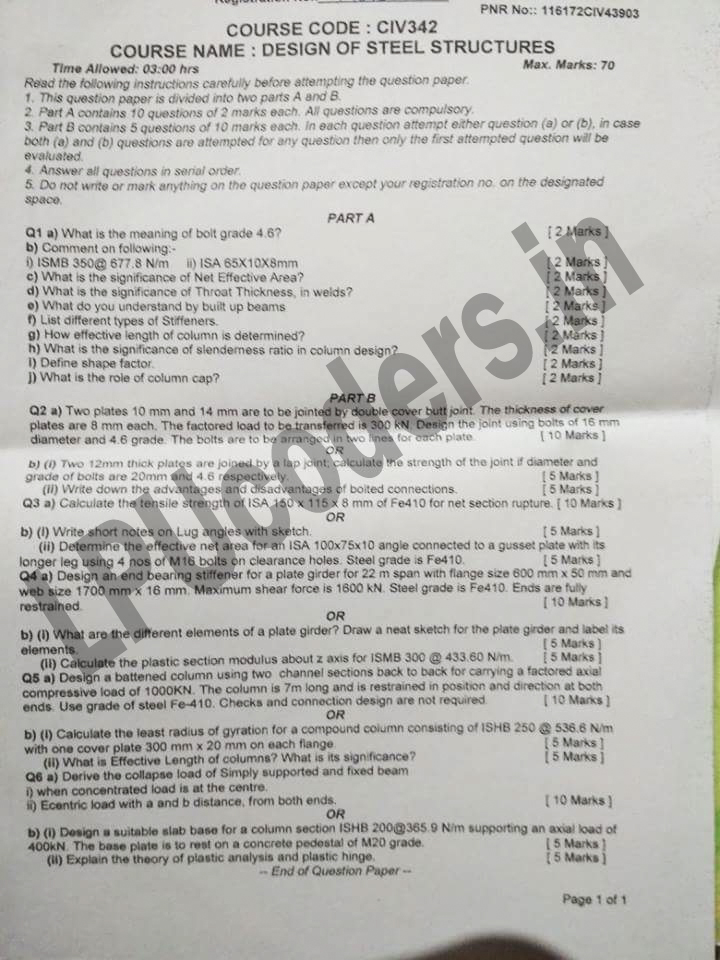 PNR No:: 116172CIV43903
COURSE CODE : CIV342
COURSE NAME : DESIGN OF STEEL STRUCTURES
Time Allowed: 03:00 hrs Max. Marks: 70
Read the following instructions carefully before attempting the question paper.
1. This question paper is divided into two parts A and B.
2. Part A contains 10 questions of 2 marks each. All questions are compulsory.
3. Part B contains 5 questions of 10 marks each. In each question attempt either question (a) or (b), in case
both (a) and (b) questions are attempted for any question then only the first attempted question will be
evaluated.
4. Answer all questions in serial order.
5. Do not write or mark anything on the question paper except your registration no. on the designated
space.
PART A
Q1 a) What is the meaning of bolt grade 4.6? [ 2 Marks ]
b) Comment on following:-
i) ISMB 350@ 677.8 N/m ii) ISA 65X10X8mm [ 2 Marks ]
c) What is the significance of Net Effective Area? [ 2 Marks ]
d) What is the significance of Throat Thickness, in welds? [ 2 Marks ]
e) What do you understand by built up beams [ 2 Marks ]
f) List different types of Stiffeners. [ 2 Marks ]
g) How effective length of column is determined? [ 2 Marks ]
h) What is the significance of slenderness ratio in column design? [ 2 Marks ]
i) Define shape factor. [ 2 Marks ]
j) What is the role of column cap? [ 2 Marks ]
PART B
Q2 a) Two plates 10 mm and 14 mm are to be jointed by double cover butt joint. The thickness of cover
plates are 8 mm each. The factored load to be transferred is 300 kN. Design the joint using bolts of 16 mm
diameter and 4.6 grade. The bolts are to be arranged in two lines for each plate. [ 10 Marks ]
OR
b) (i) Two 12mm thick plates are joined by a lap joint; calculate the strength of the joint if diameter and
grade of bolts are 20mm and 4.6 respectively. [ 5 Marks ]
(ii) Write down the advantages and disadvantages of bolted connections. [ 5 Marks ]
Q3 a) Calculate the tensile strength of ISA 150 x 115 x 8 mm of Fe410 for net section rupture. [ 10 Marks ]
OR
b) (i) Write short notes on Lug angles with sketch. [ 5 Marks ]
(ii) Determine the effective net area for an ISA 100x75x10 angle connected to a gusset plate with its
longer leg using 4 nos of M16 bolts on clearance holes. Steel grade is Fe410. [ 5 Marks ]
Q4 a) Design an end bearing stiffener for a plate girder for 22 m span with flange size 600 mm x 50 mm and
web size 1700 mm x 16 mm. Maximum shear force is 1600 kN. Steel grade is Fe410. Ends are fully
restrained. [ 10 Marks ]
OR
b) (i) What are the different elements of a plate girder? Draw a neat sketch for the plate girder and label its
elements. [ 5 Marks ]
(ii) Calculate the plastic section modulus about z axis for ISMB 300 @ 433.60 N/m. [ 5 Marks ]
Q5 a) Design a battened column using two channel sections back to back for carrying a factored axial
compressive load of 1000KN. The column is 7m long and is restrained in position and direction at both
ends. Use grade of steel Fe-410. Checks and connection design are not required. [ 10 Marks ]
OR
b) (i) Calculate the least radius of gyration for a compound column consisting of ISHB 250 @ 536.6 N/m
with one cover plate 300 mm x 20 mm on each flange [ 5 Marks ]
(ii) What is Effective Length of columns? What is its significance? [ 5 Marks ]
Q6 a) Derive the collapse load of Simply supported and fixed beam
i) when concentrated load is at the centre.
ii) Ecentric load with a and b distance, from both ends. [ 10 Marks ]
OR
b) (i) Design a suitable slab base for a column section ISHB 200@365.9 N/m supporting an axial load of
400kN. The base plate is to rest on a concrete pedestal of M20 grade. [ 5 Marks ]
(ii) Explain the theory of plastic analysis and plastic hinge. [ 5 Marks ]
-- End of Question Paper --
Page 1 of 1
LPUcoders.in